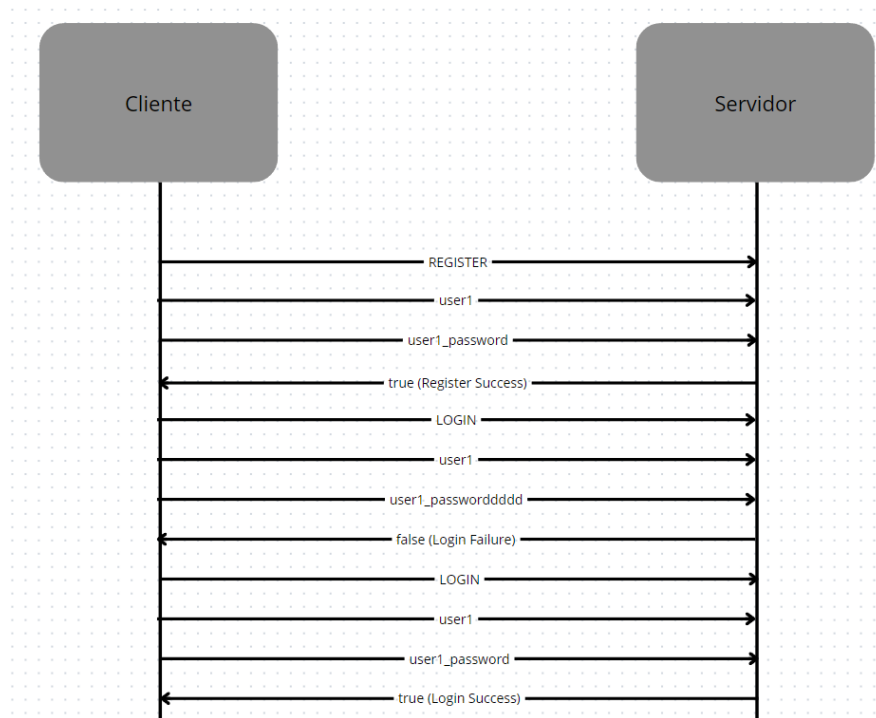 Cliente
Servidor
REGISTER
user1
user1_password
true (Register Success)
LOGIN
user1
user1_passworddddd
false (Login Failure)
LOGIN
user1
user1_password
true (Login Success)